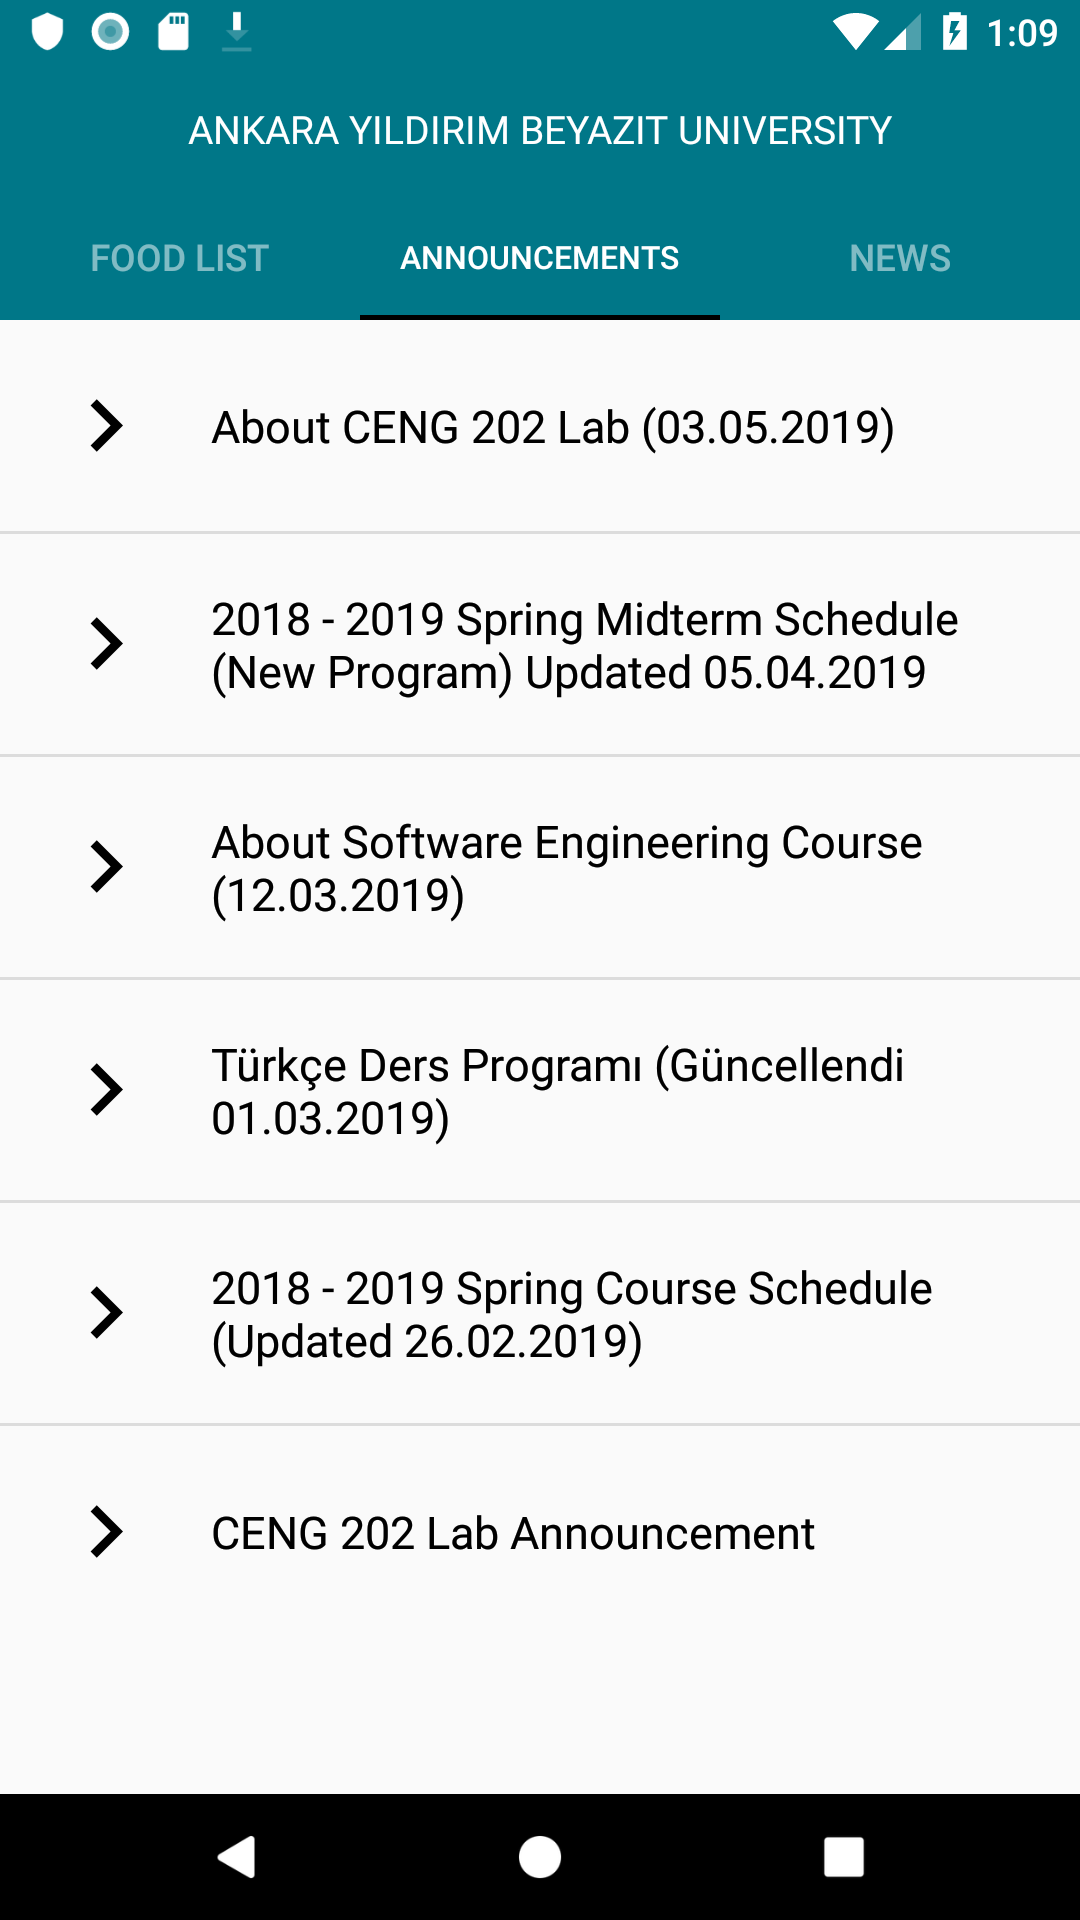 1:09
ANKARA YILDIRIM BEYAZIT UNIVERSITY
FOOD LIST
ANNOUNCEMENTS
NEWS
About CENG 202 Lab (03.05.2019)
2018 - 2019 Spring Midterm Schedule
(New Program) Updated 05.04.2019
About Software Engineering Course
(12.03.2019)
Türkçe Ders Programı (Güncellendi
01.03.2019)
2018 - 2019 Spring Course Schedule
(Updated 26.02.2019)
CENG 202 Lab Announcement